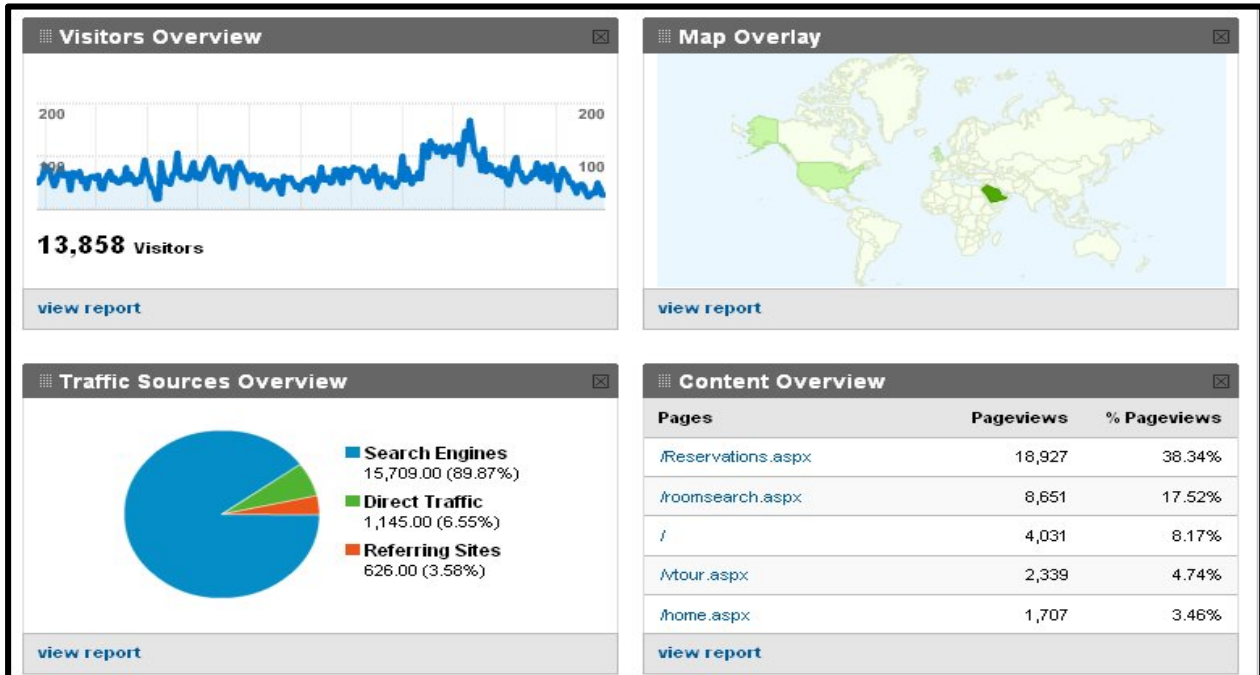 Visitors Overview
200
200
100
100
13,858 Visitors
view report
Map Overlay
view report
Traffic Sources Overview
Search Engines
15,709.00 (89.87%)
Direct Traffic
1,145.00 (6.55%)
Referring Sites
626.00 (3.58%)
view report
Content Overview
Pages Pageviews % Pageviews
/Reservations.aspx 18,927 38.34%
/roomsearch.aspx 8,651 17.52%
/ 4,031 8.17%
/vtour.aspx 2,339 4.74%
/home.aspx 1,707 3.46%
view report